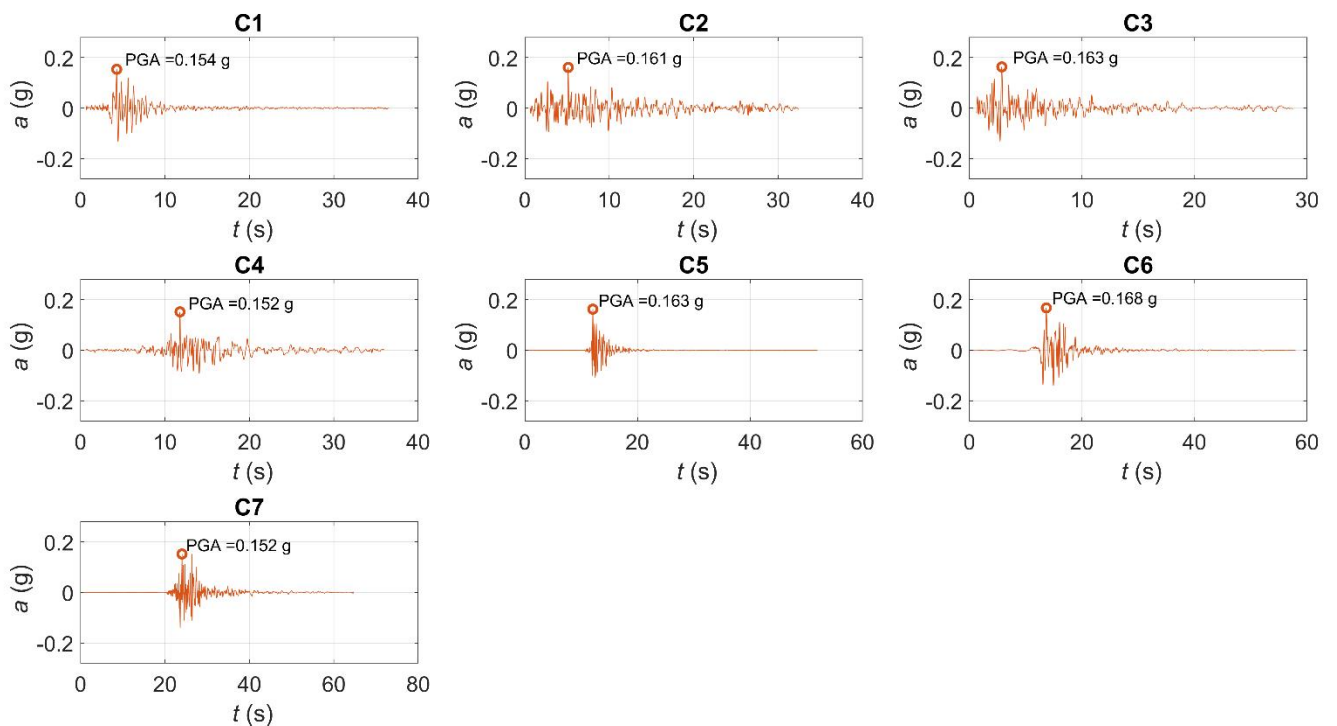 C1
PGA =0.154 g
a (g)
0.2
0
-0.2
0 10 20 30 40
t (s)
C2
PGA =0.161 g
a (g)
0.2
0
-0.2
0 10 20 30 40
t (s)
C3
PGA =0.163 g
a (g)
0.2
0
-0.2
0 10 20 30
t (s)
C4
PGA =0.152 g
a (g)
0.2
0
-0.2
0 10 20 30 40
t (s)
C5
PGA =0.163 g
a (g)
0.2
0
-0.2
0 20 40 60
t (s)
C6
PGA =0.168 g
a (g)
0.2
0
-0.2
0 20 40 60
t (s)
C7
PGA =0.152 g
a (g)
0.2
0
-0.2
0 20 40 60 80
t (s)